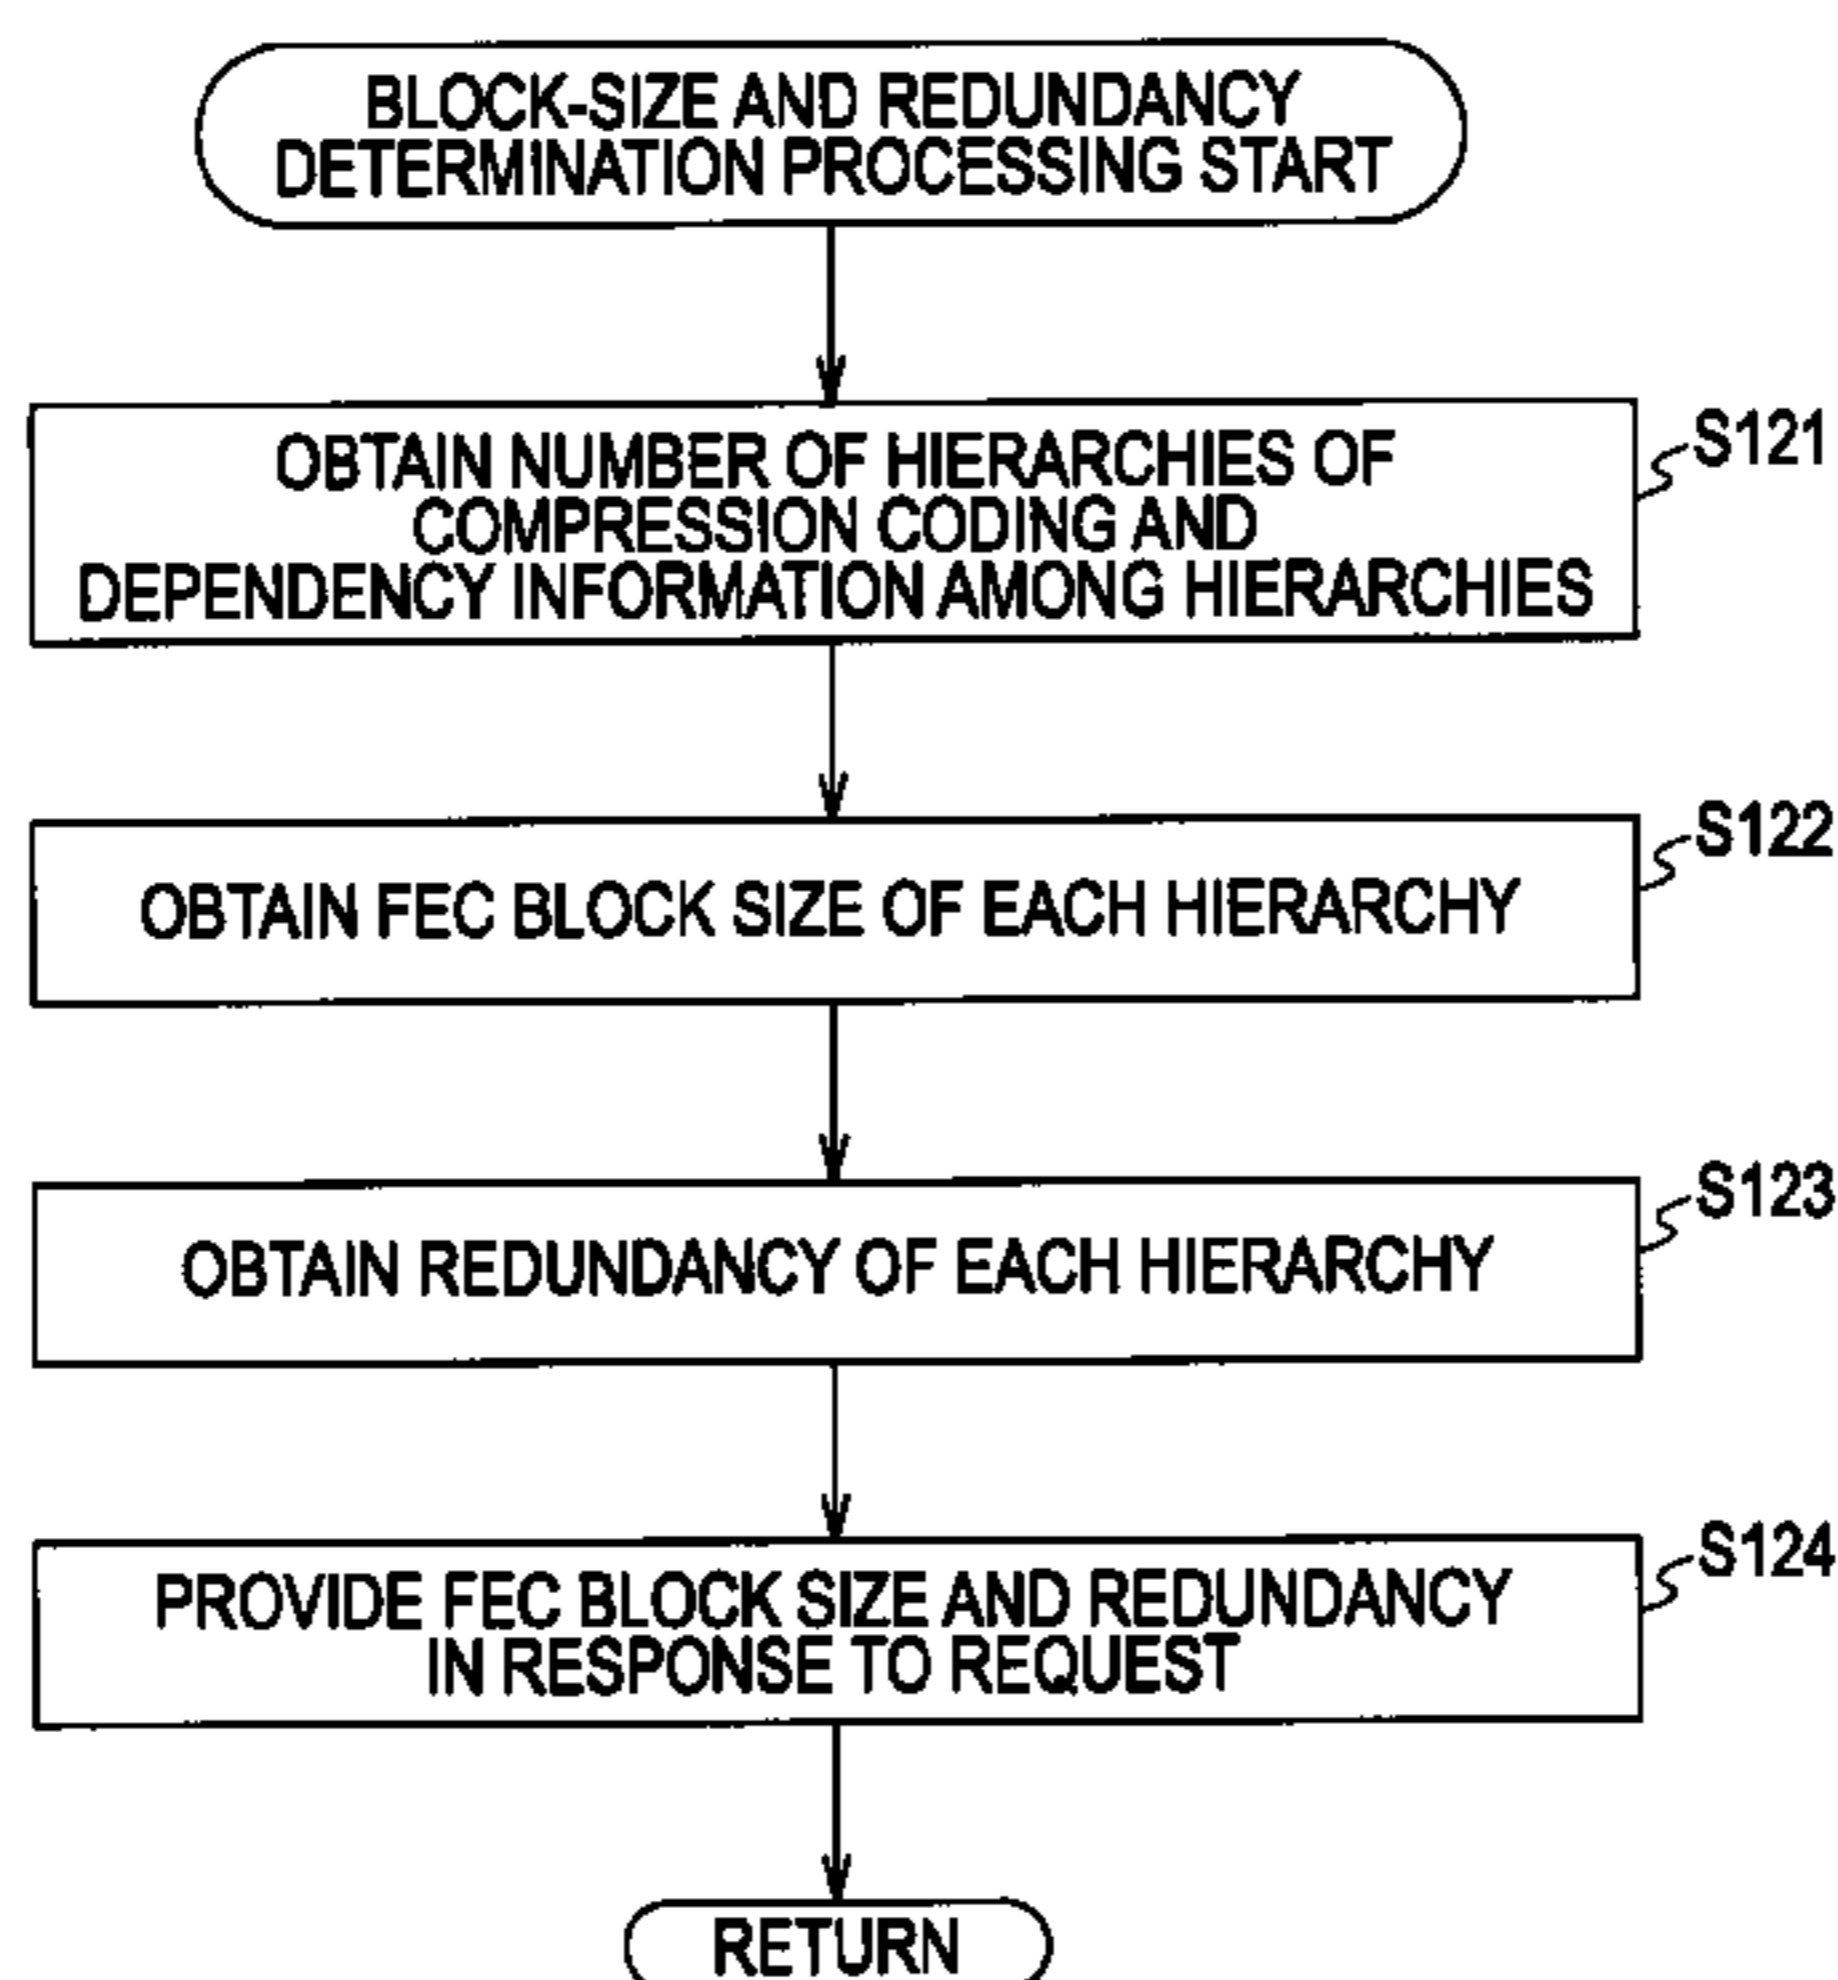 BLOCK-SIZE AND REDUNDANCY
DETERMINATION PROCESSING START
OBTAIN NUMBER OF HIERARCHIES OF
COMPRESSION CODING AND
DEPENDENCY INFORMATION AMONG HIERARCHIES
S121
OBTAIN FEC BLOCK SIZE OF EACH HIERARCHY
S122
OBTAIN REDUNDANCY OF EACH HIERARCHY
S123
PROVIDE FEC BLOCK SIZE AND REDUNDANCY
IN RESPONSE TO REQUEST
S124
RETURN